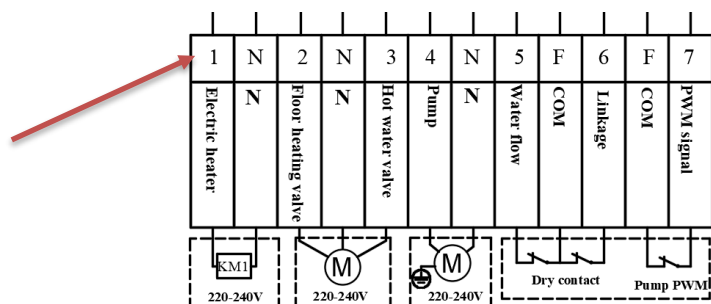 1 N 2 N 3 4 N 5 F 6 F 7
Electric heater
N
Floor heating valve
N
Hot water valve
Pump
N
Water flow
COM
Linkage
COM
PWM signal
KM1 M M
220-240V 220-240V 220-240V Dry contact Pump PWM